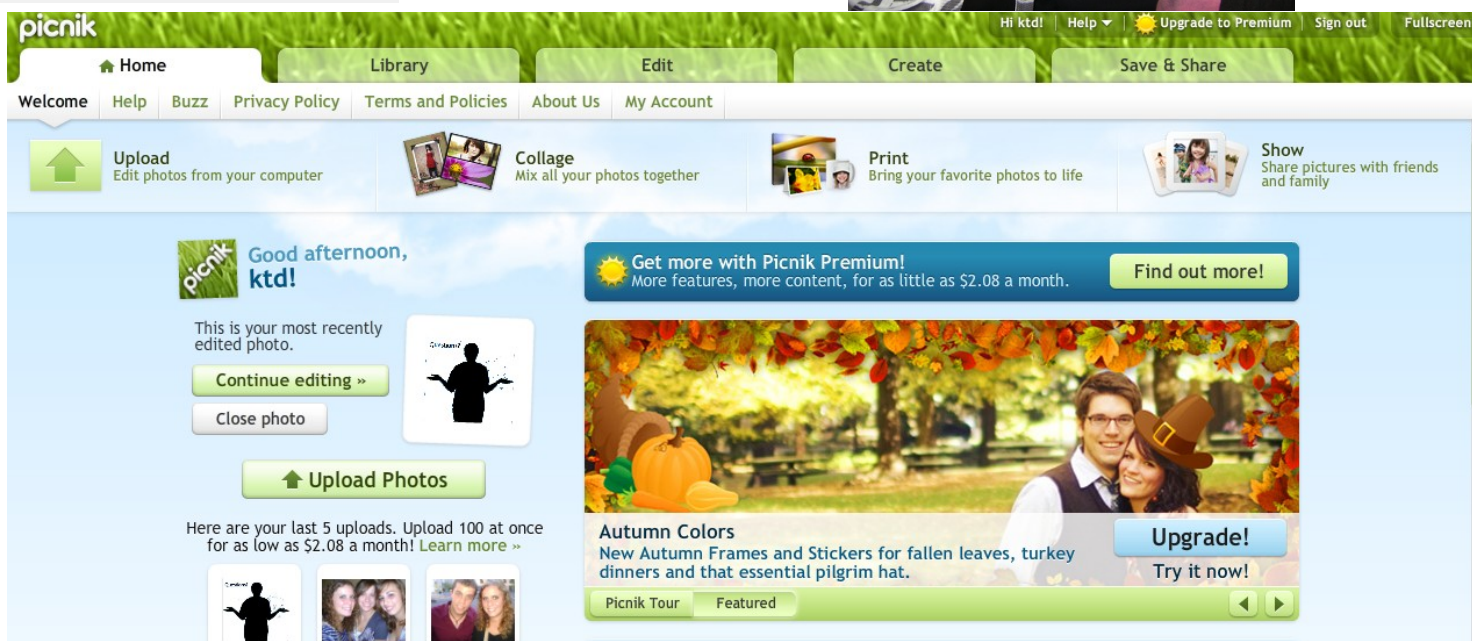 picnik
Hi ktd! Help Upgrade to Premium Sign out Fullscreen
Home Library Edit Create Save & Share
Welcome Help Buzz Privacy Policy Terms and Policies About Us My Account
Upload
Edit photos from your computer
Collage
Mix all your photos together
Print
Bring your favorite photos to life
Show
Share pictures with friends
and family
picnik
Good afternoon,
ktd!
This is your most recently
edited photo.
Continue editing »
Close photo
Questions?
Upload Photos
Here are your last 5 uploads. Upload 100 at once
for as low as $2.08 a month! Learn more »
Questions?
Get more with Picnik Premium!
More features, more content, for as little as $2.08 a month.
Find out more!
Autumn Colors
New Autumn Frames and Stickers for fallen leaves, turkey
dinners and that essential pilgrim hat.
Upgrade!
Try it now!
Picnik Tour Featured